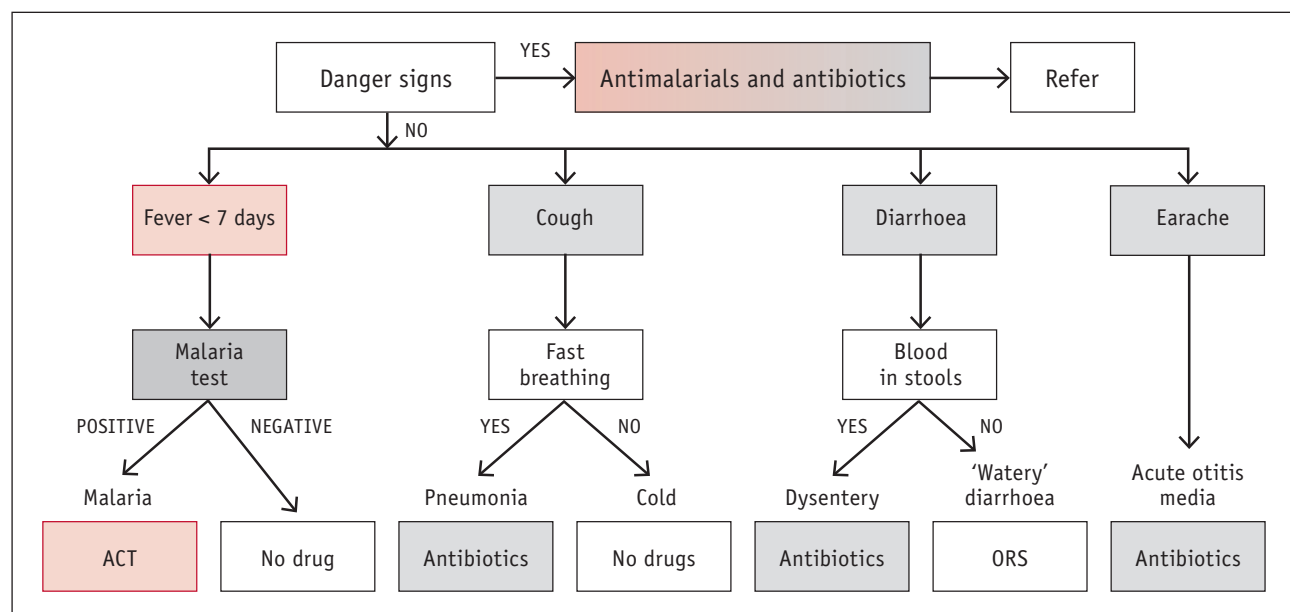 YES
Danger signs
Antimalarials and antibiotics
Refer
NO
Fever < 7 days
Cough
Diarrhoea
Earache
Malaria
test
Fast
breathing
Blood
in stools
POSITIVE
NEGATIVE
YES
NO
YES
NO
Malaria
Pneumonia
Cold
Dysentery
‘Watery’
diarrhoea
Acute otitis
media
ACT
No drug
Antibiotics
No drugs
Antibiotics
ORS
Antibiotics